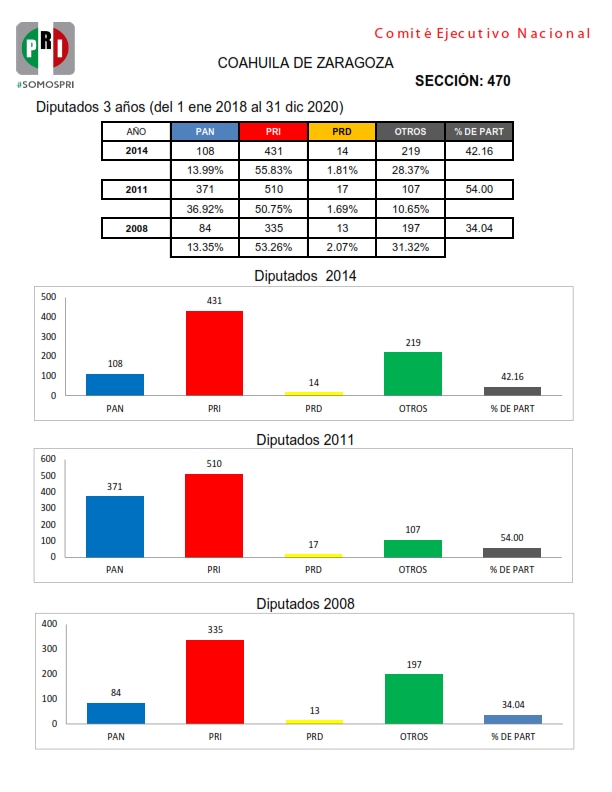 PRI
#SOMOSPRI
Comité Ejecutivo Nacional
COAHUILA DE ZARAGOZA
SECCIÓN: 470
Diputados 3 años (del 1 ene 2018 al 31 dic 2020)
AÑO PAN PRI PRD OTROS % DE PART
2014 108 431 14 219 42.16
13.99% 55.83% 1.81% 28.37%
2011 371 510 17 107 54.00
36.92% 50.75% 1.69% 10.65%
2008 84 335 13 197 34.04
13.35% 53.26% 2.07% 31.32%
Diputados 2014
500
400
300
200
100
0
108 431 14 219 42.16
PAN PRI PRD OTROS % DE PART
Diputados 2011
600
500
400
300
200
100
0
371 510 17 107 54.00
PAN PRI PRD OTROS % DE PART
Diputados 2008
400
300
200
100
0
84 335 13 197 34.04
PAN PRI PRD OTROS % DE PART